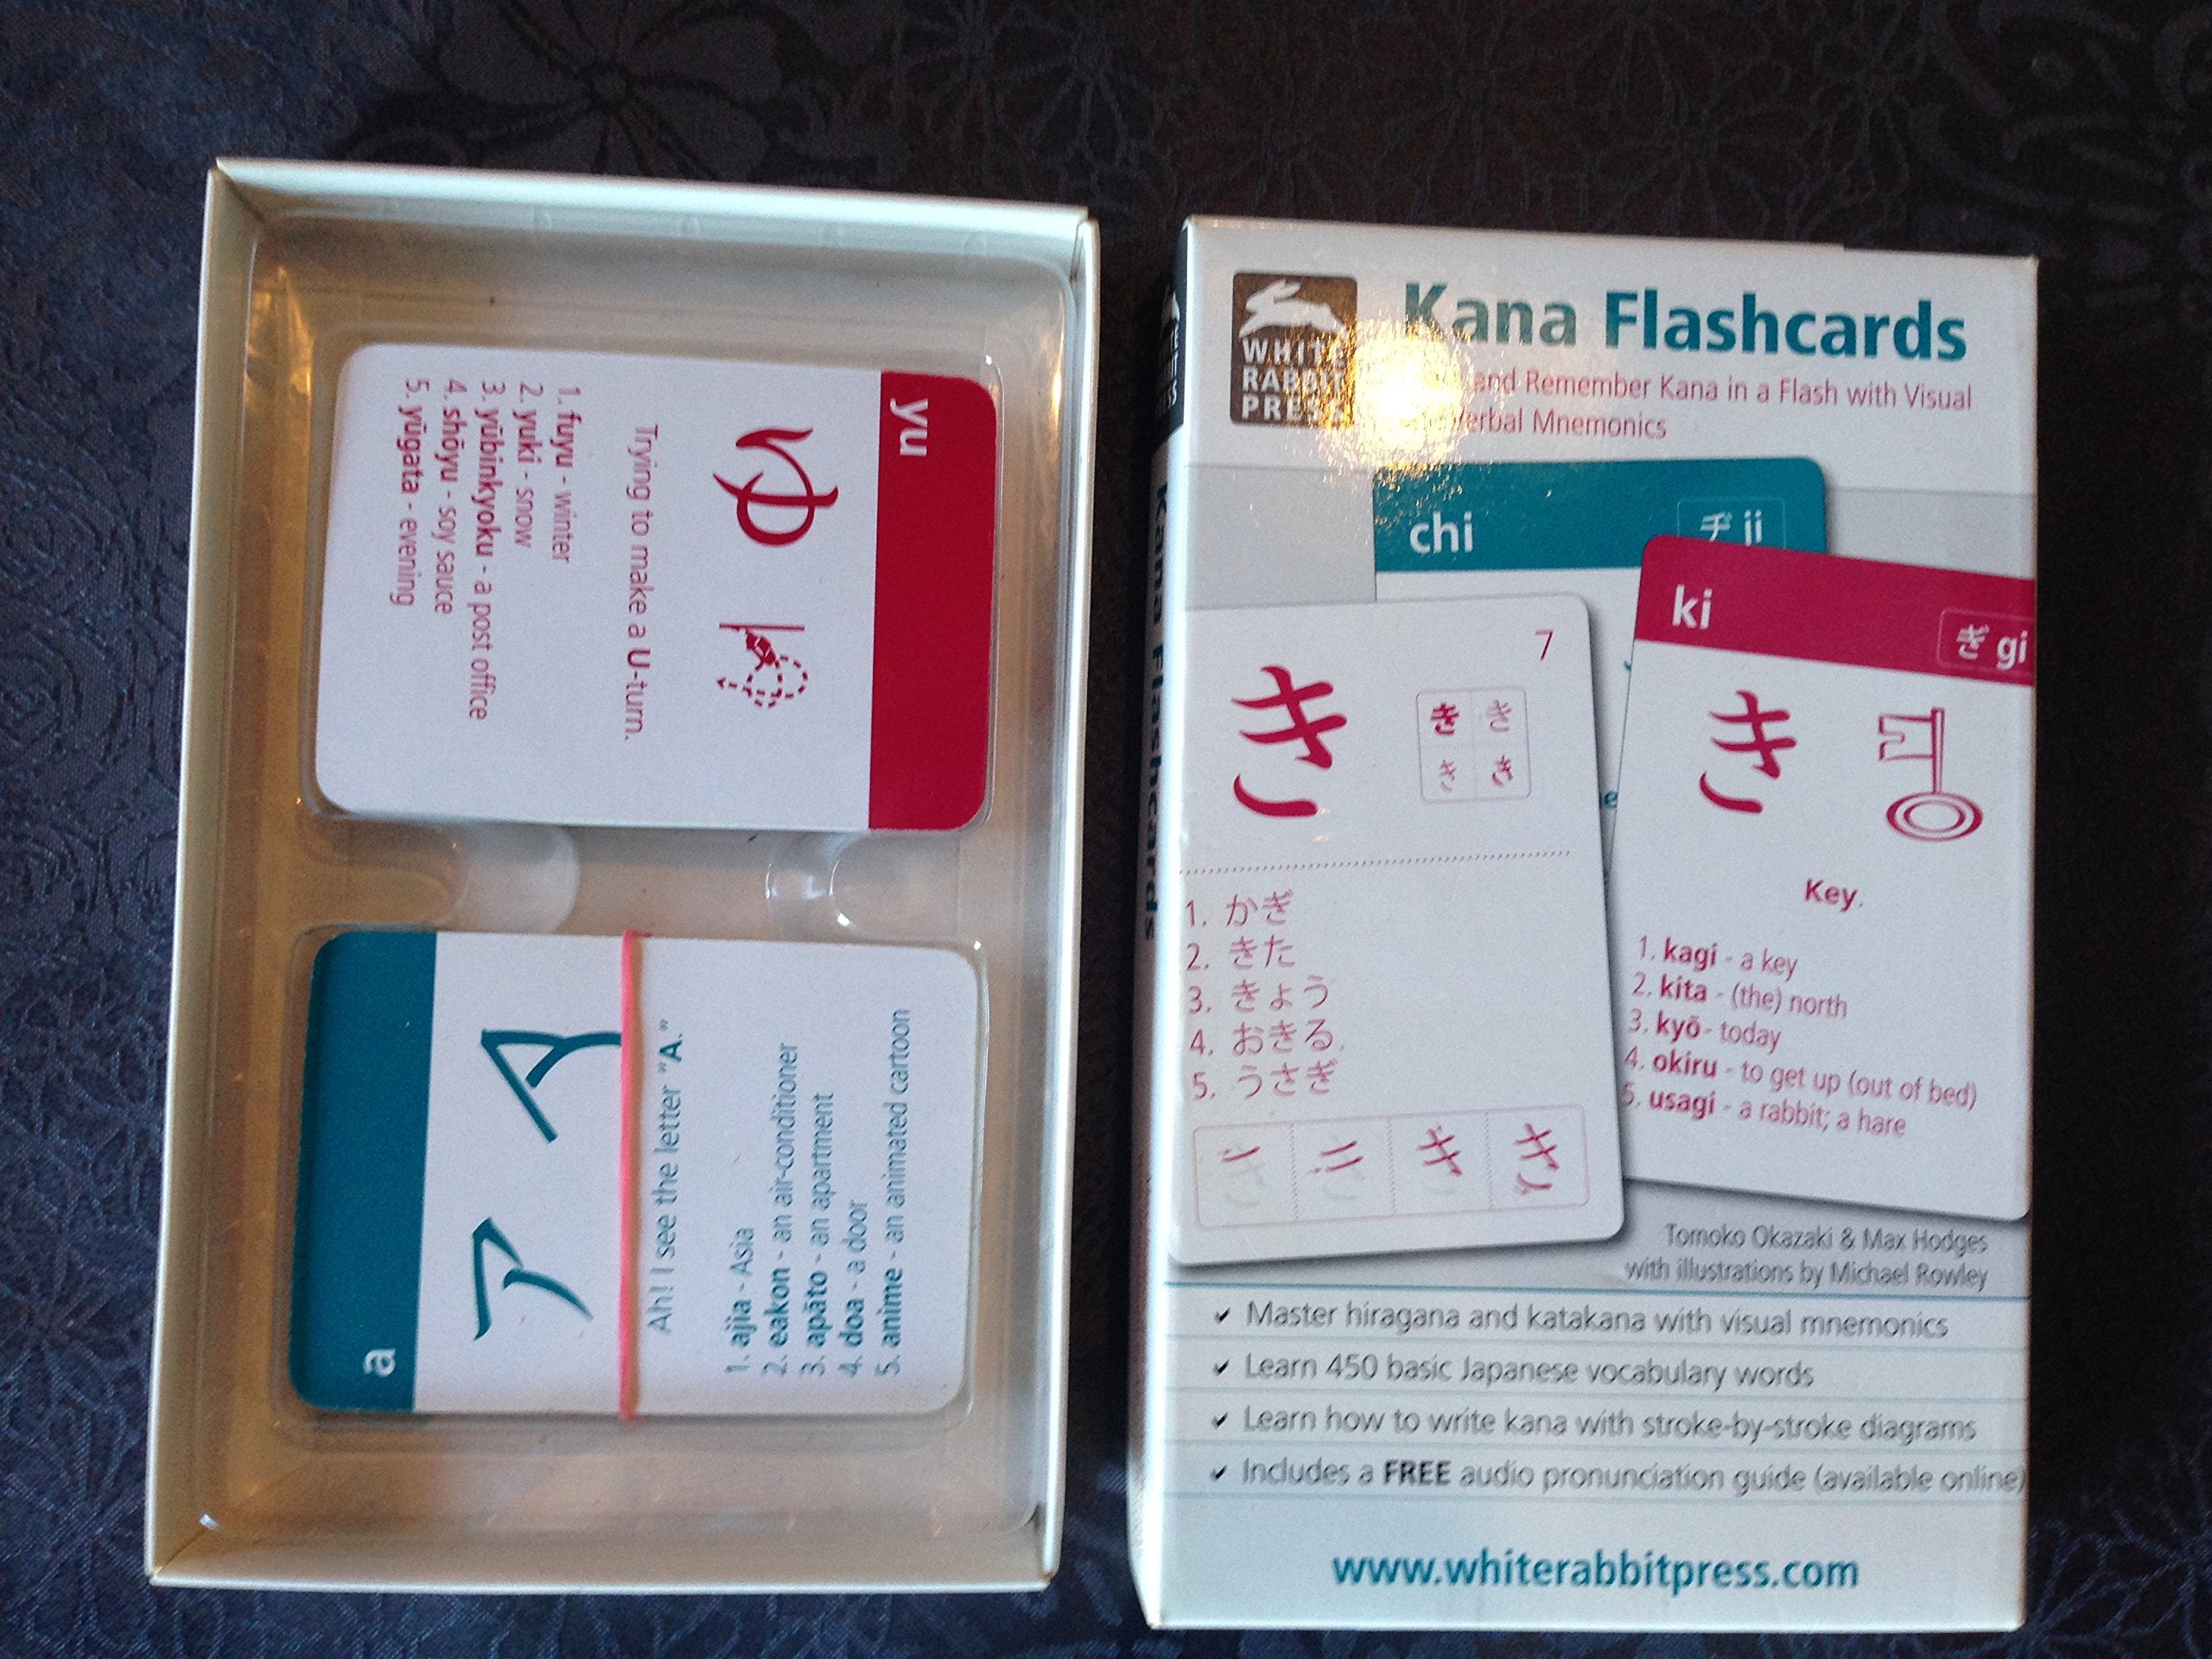 yu
ゆ
Trying to make a U-turn.
1. fuyu - winter
2. yuki - snow
3. yūbinkyoku - a post office
4. shōyu - soy sauce
5. yūgata - evening
a
ア
Ah! I see the letter "A."
1. ajia - Asia
2. eakon - an air-conditioner
3. apāto - an apartment
4. doa - a door
5. anime - an animated cartoon
Kana Flashcards
WHITE
RABBIT
PRESS
Kana Flashcards
and Remember Kana in a Flash with Visual
Verbal Mnemonics
chi
ヂ ji
ki
ぎ gi
き
Key.
1. kagi - a key
2. kita - (the) north
3. kyō - today
4. okiru - to get up (out of bed)
5. usagi - a rabbit; a hare
7
き
き き
き き
1. かぎ
2. きた
3. きょう
4. おきる
5. うさぎ
Tomoko Okazaki & Max Hodges
with illustrations by Michael Rowley
✓ Master hiragana and katakana with visual mnemonics
✓ Learn 450 basic Japanese vocabulary words
✓ Learn how to write kana with stroke-by-stroke diagrams
✓ Includes a FREE audio pronunciation guide (available online)
www.whiterabbitpress.com